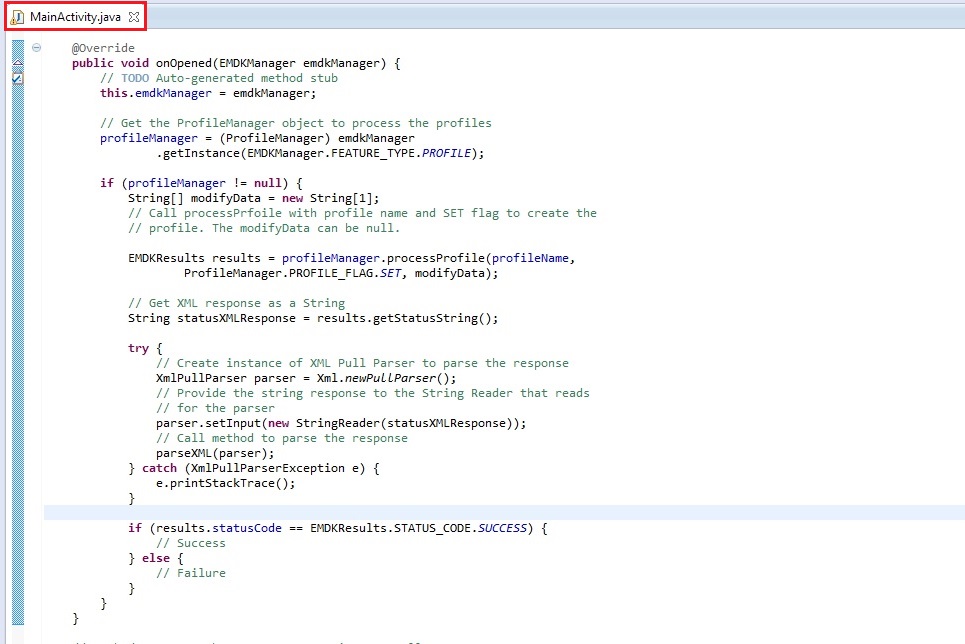 MainActivity.java
@Override
public void onOpened(EMDKManager emdkManager) {
// TODO Auto-generated method stub
this.emdkManager = emdkManager;
// Get the ProfileManager object to process the profiles
profileManager = (ProfileManager) emdkManager
.getInstance(EMDKManager.FEATURE_TYPE.PROFILE);
if (profileManager != null) {
String[] modifyData = new String[1];
// Call processPrfoile with profile name and SET flag to create the
// profile. The modifyData can be null.
EMDKResults results = profileManager.processProfile(profileName,
ProfileManager.PROFILE_FLAG.SET, modifyData);
// Get XML response as a String
String statusXMLResponse = results.getStatusString();
try {
// Create instance of XML Pull Parser to parse the response
XmlPullParser parser = Xml.newPullParser();
// Provide the string response to the String Reader that reads
// for the parser
parser.setInput(new StringReader(statusXMLResponse));
// Call method to parse the response
parseXML(parser);
} catch (XmlPullParserException e) {
e.printStackTrace();
}
if (results.statusCode == EMDKResults.STATUS_CODE.SUCCESS) {
// Success
} else {
// Failure
}
}
}